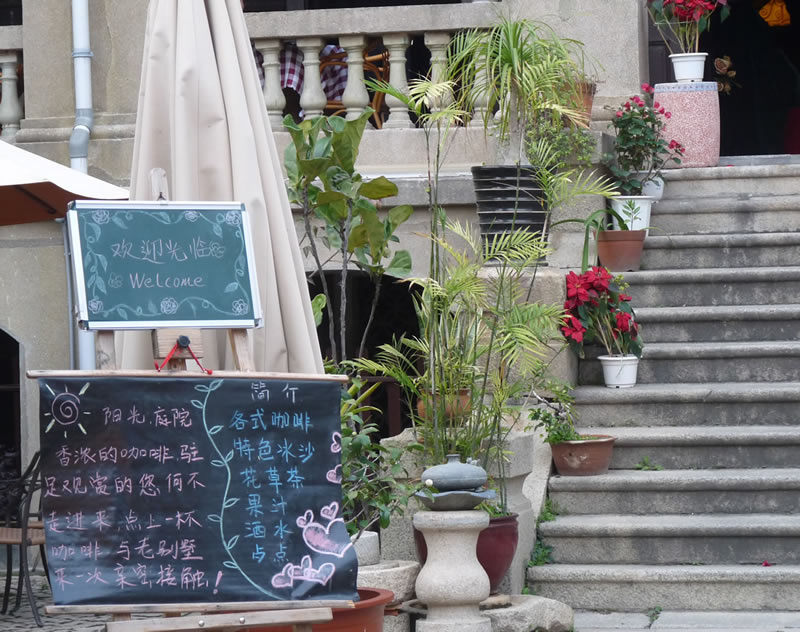 欢迎光临
Welcome
阳光.庭院
香浓的咖啡.驻
足观赏的您.何不
走进来.点上一杯
咖啡.与老别墅
来一次亲密接触!
简介
各式咖啡
特色冰沙
花草茶
果汁
酒水
点心